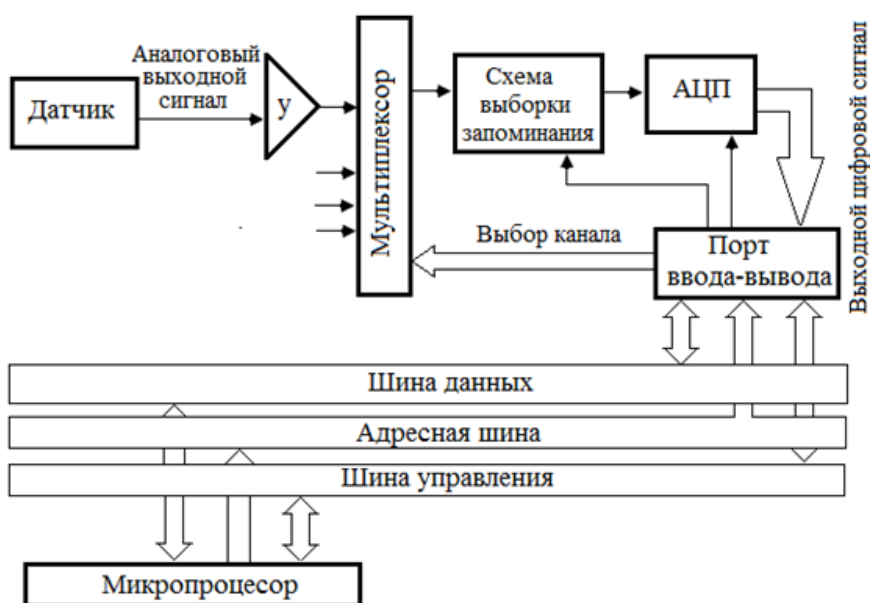 Датчик
Аналоговый
выходной
сигнал
У
Мультиплексор
Схема
выборки
запоминания
АЦП
Выходной цифровой сигнал
Выбор канала
Порт
ввода-вывода
Шина данных
Адресная шина
Шина управления
Микропроцесор